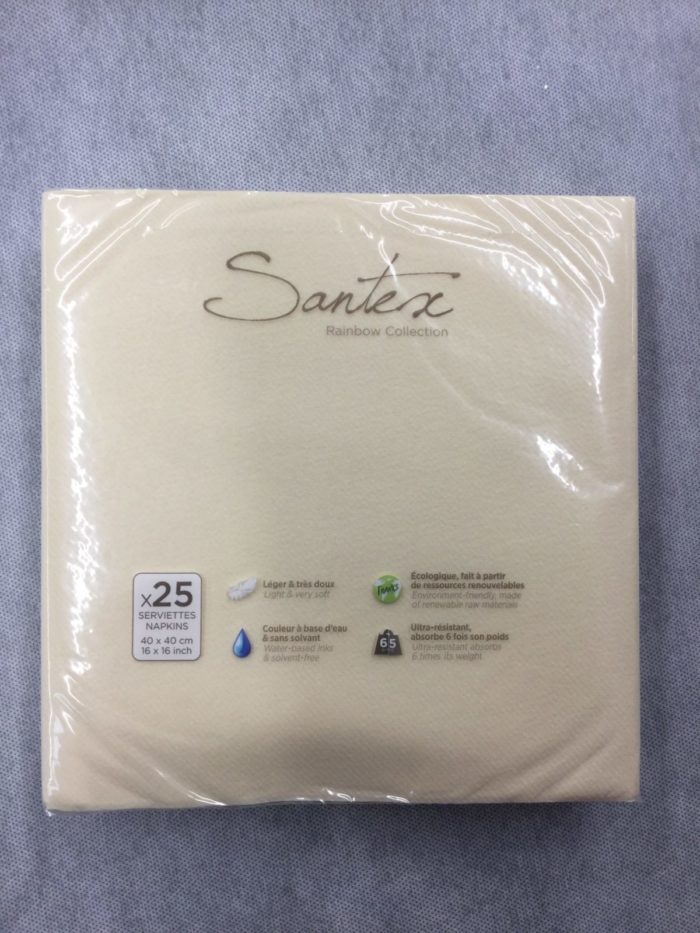 Santex
Rainbow Collection
x25
SERVIETTES
NAPKINS
40 x 40 cm
16 x 16 inch
Léger & très doux
Light & very soft
Couleur à base d'eau
& sans solvant
Water-based inks
& solvent-free
Écologique, fait à partir
de ressources renouvelables
Environment-friendly, made
of renewable raw materials
65
Ultra-résistant,
absorbe 6 fois son poids
Ultra-resistant absorbs
6 times its weight